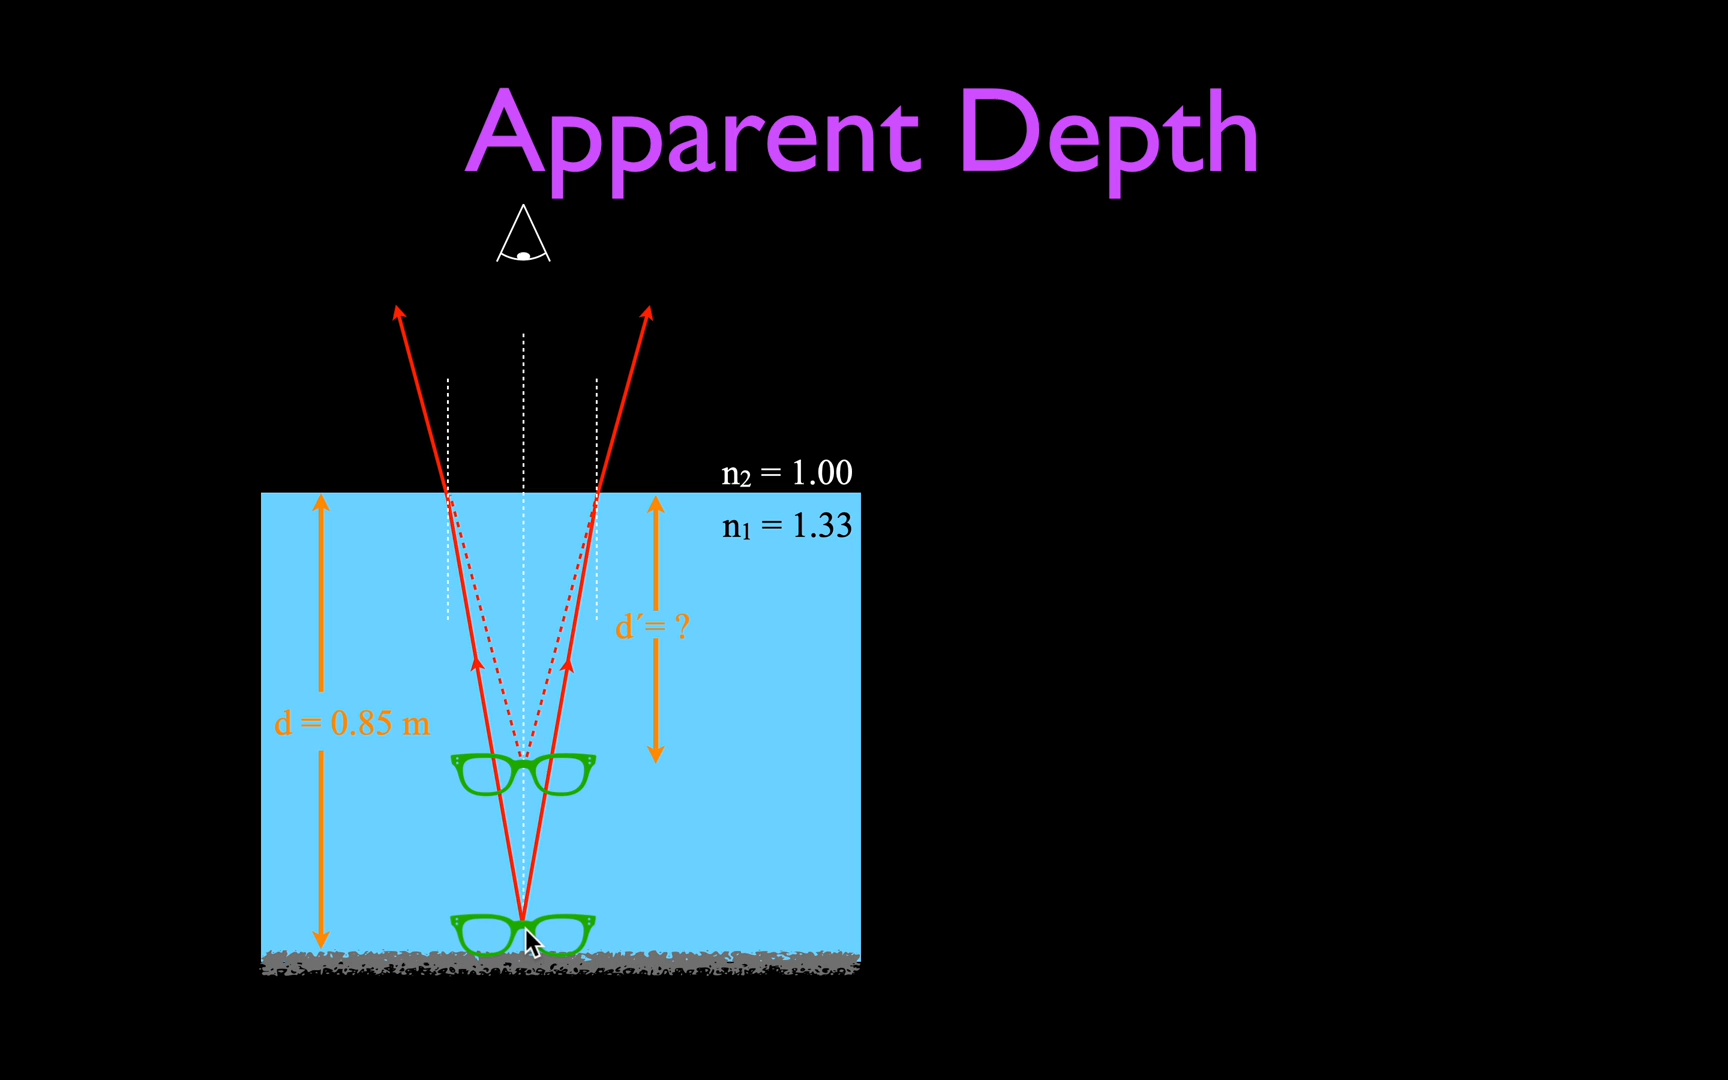 Apparent Depth
n₂ = 1.00
n₁ = 1.33
d´= ?
d = 0.85 m